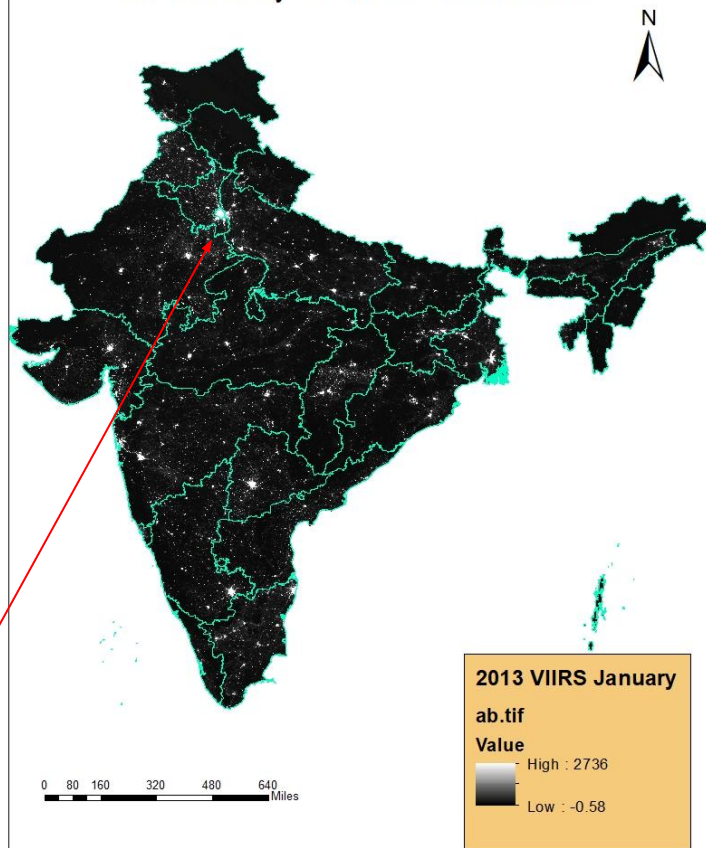 N
2013 VIIRS January
ab.tif
Value
High : 2736
Low : -0.58
0 80 160 320 480 640
Miles